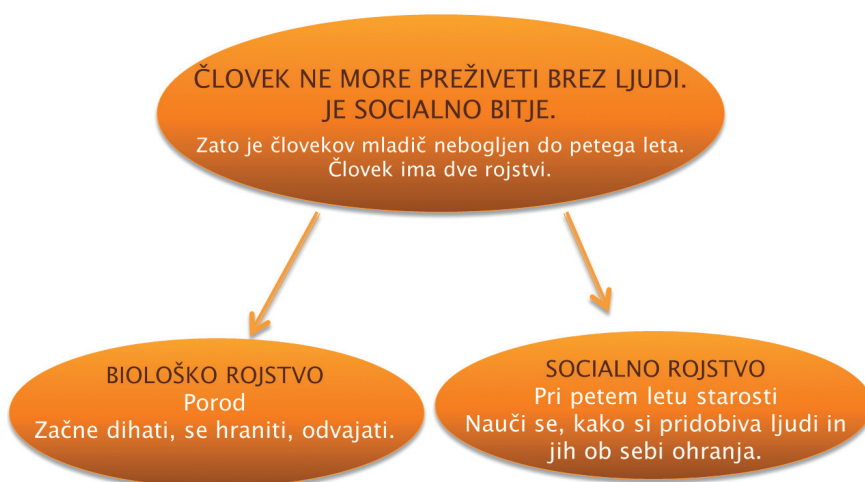 ČLOVEK NE MORE PREŽIVETI BREZ LJUDI.
JE SOCIALNO BITJE.
Zato je človekov mladič nebogljen do petega leta.
Človek ima dve rojstvi.
BIOLOŠKO ROJSTVO
Porod
Začne dihati, se hraniti, odvajati.
SOCIALNO ROJSTVO
Pri petem letu starosti
Nauči se, kako si pridobiva ljudi in
jih ob sebi ohranja.